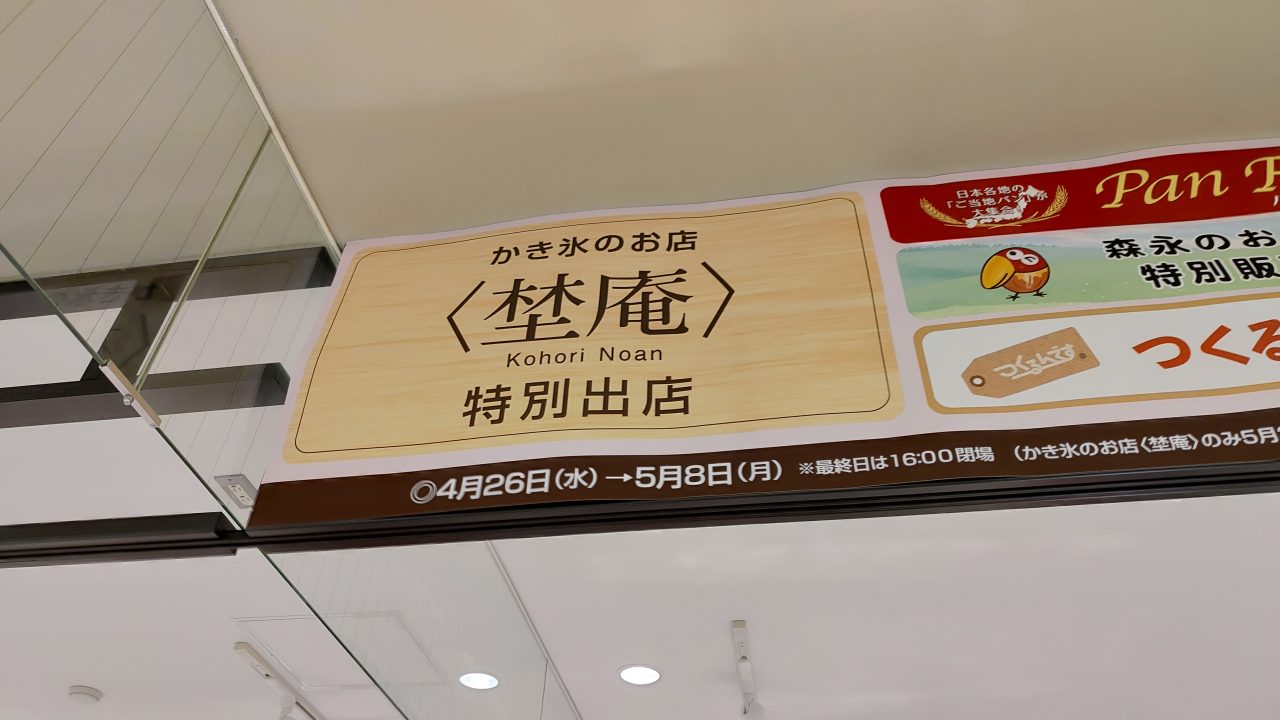 かき氷のお店
〈埜庵〉
Kohori Noan
特別出店
日本各地の
「ご当地パン」が
大集合
Pan
森永のお
特別販
つくるんです®
つくる
◎4月26日(水)→5月8日(月) ※最終日は16:00閉場 (かき氷のお店〈埜庵〉のみ5月